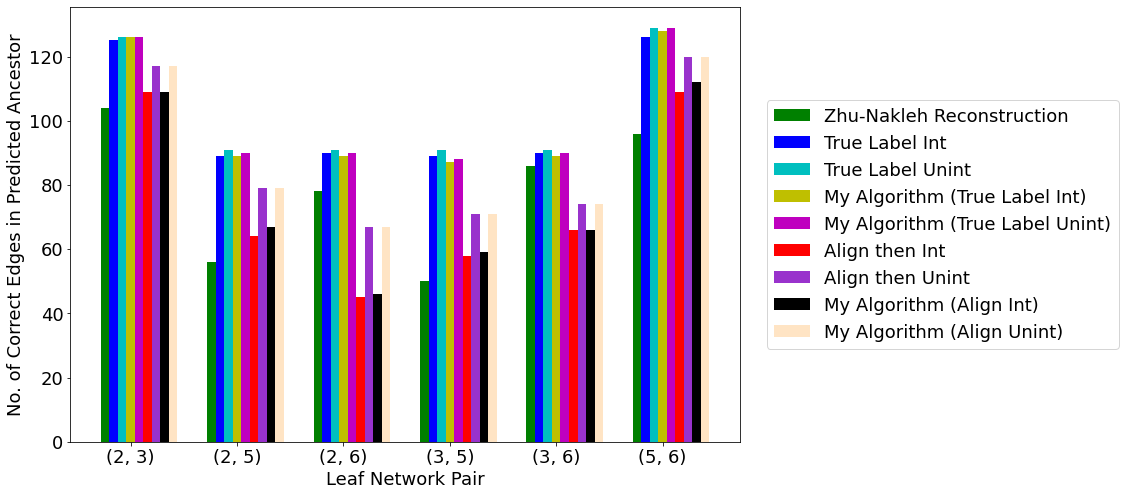 No. of Correct Edges in Predicted Ancestor
120
100
80
60
40
20
0
(2, 3)
(2, 5)
(2, 6)
(3, 5)
(3, 6)
(5, 6)
Leaf Network Pair
Zhu-Nakleh Reconstruction
True Label Int
True Label Unint
My Algorithm (True Label Int)
My Algorithm (True Label Unint)
Align then Int
Align then Unint
My Algorithm (Align Int)
My Algorithm (Align Unint)